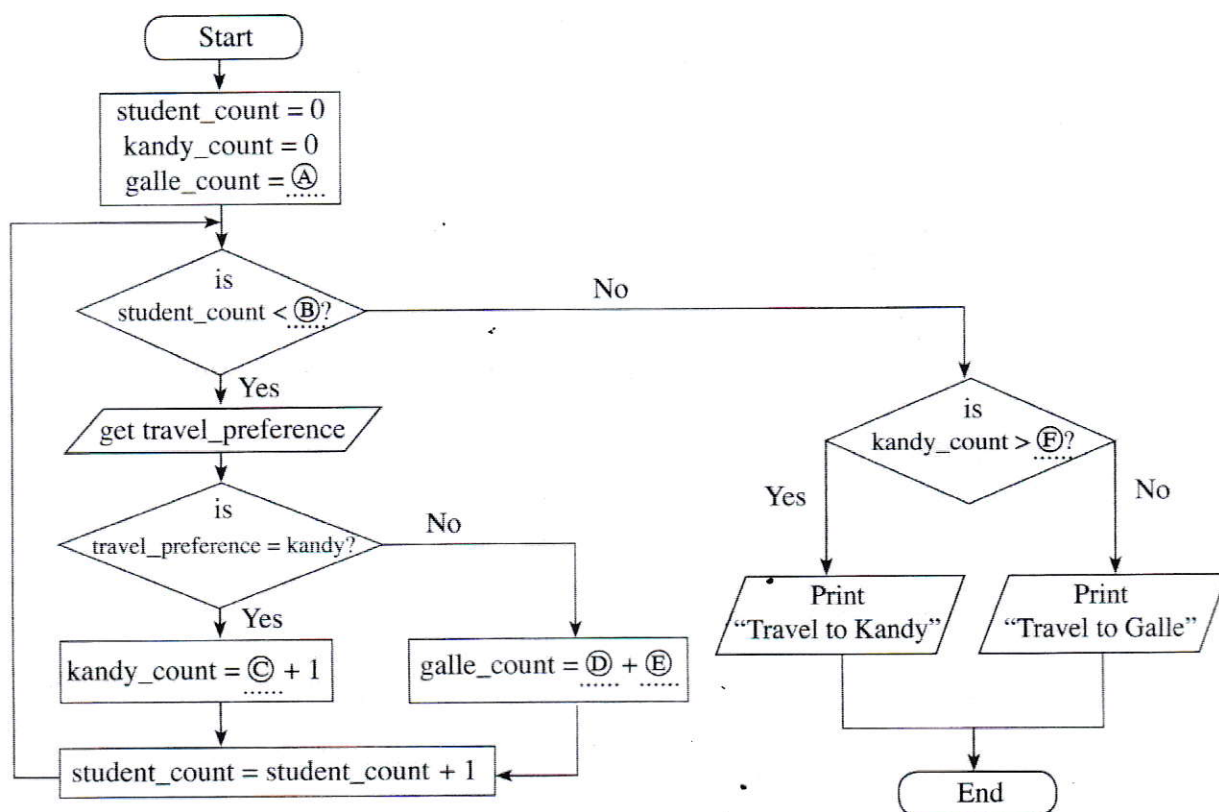 Start
student_count = 0
kandy_count = 0
galle_count = Ⓐ
is
student_count < Ⓑ?
No
Yes
get travel_preference
is
travel_preference = kandy?
No
Yes
kandy_count = Ⓒ + 1
galle_count = Ⓓ + Ⓔ
student_count = student_count + 1
is
kandy_count > Ⓕ?
Yes
No
Print
“Travel to Kandy”
Print
“Travel to Galle”
End